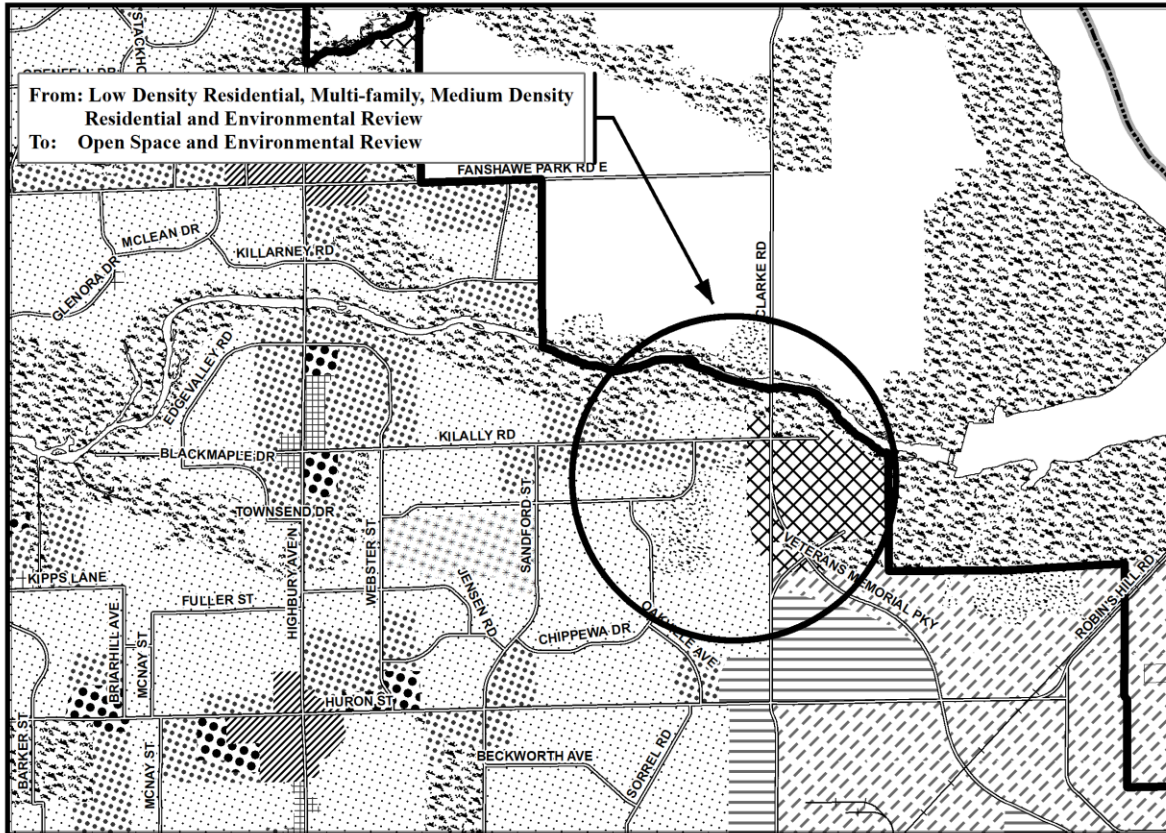 STACKHO
From: Low Density Residential, Multi-family, Medium Density
Residential and Environmental Review
To: Open Space and Environmental Review
FANSHAWE PARK RD E
MCLEAN DR
KILLARNEY RD
GLENORA DR
CLARKE RD
EDGEVALLEY RD
KILALLY RD
BLACKMAPLE DR
TOWNSEND DR
SANDFORD ST
WEBSTER ST
HIGHBURY AVE N
VETERANS MEMORIAL PKY
ROBIN'S HILL RD
KIPPS LANE
JENSEN RD
FULLER ST
BRIARHILL AVE
MCNAY ST
CHIPPEWA DR
OAKVILLE AVE
HURON ST
BARKER ST
MCNAY ST
BECKWORTH AVE
SORREL RD